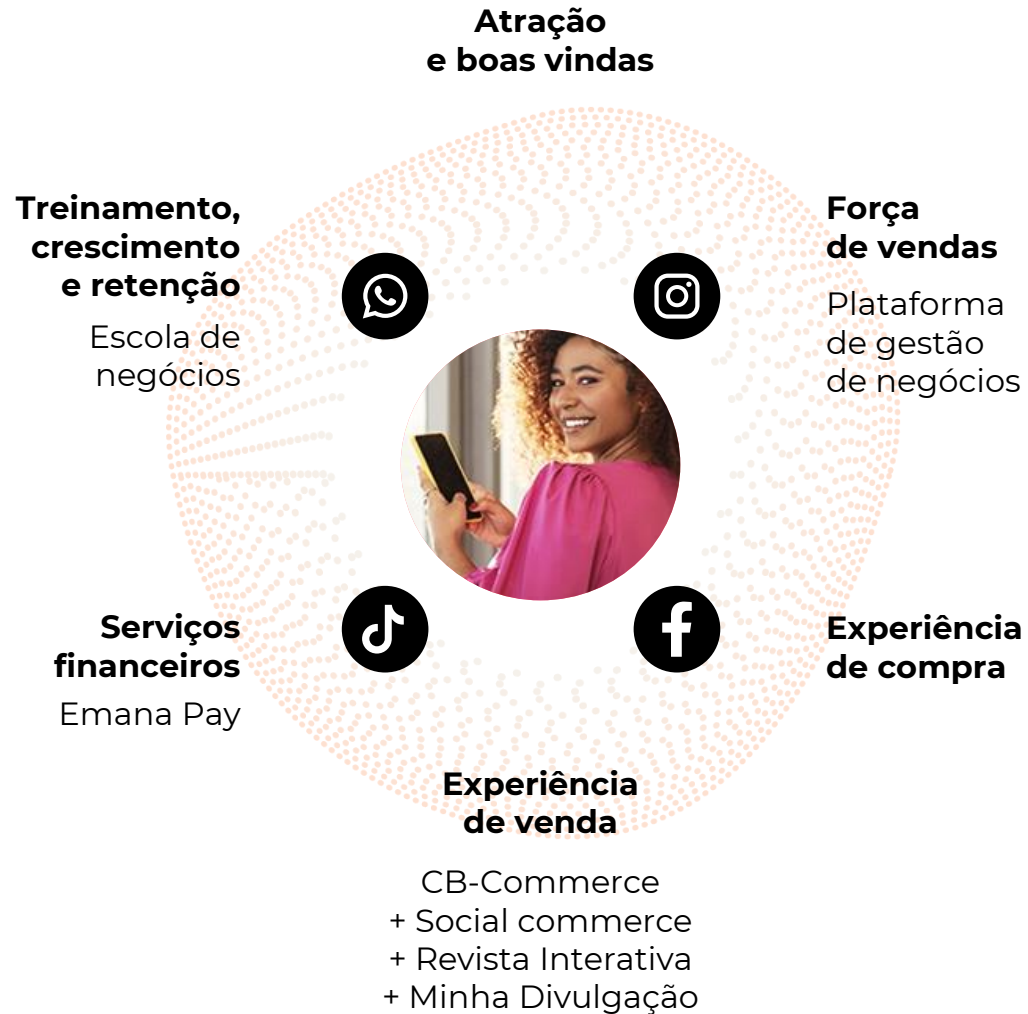 Atração
e boas vindas
Treinamento,
crescimento
e retenção
Escola de
negócios
Força
de vendas
Plataforma
de gestão
de negócios
Serviços
financeiros
Emana Pay
Experiência
de compra
Experiência
de venda
CB-Commerce
+ Social commerce
+ Revista Interativa
+ Minha Divulgação